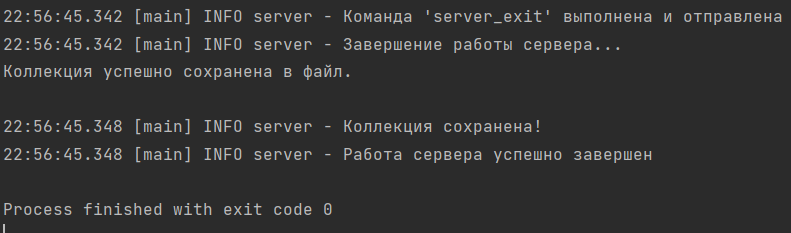 22:56:45.342 [main] INFO server - Команда 'server_exit' выполнена и отправлена
22:56:45.342 [main] INFO server - Завершение работы сервера...
Коллекция успешно сохранена в файл.
22:56:45.348 [main] INFO server - Коллекция сохранена!
22:56:45.348 [main] INFO server - Работа сервера успешно завершен
Process finished with exit code 0